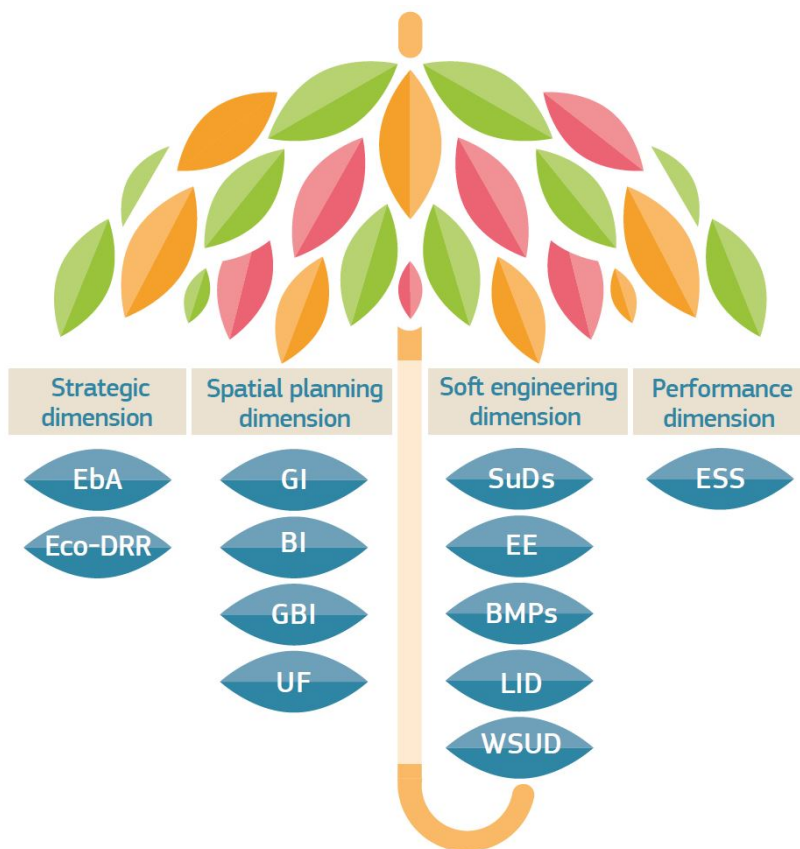 Strategic
dimension
Spatial planning
dimension
Soft engineering
dimension
Performance
dimension
EbA
Eco-DRR
GI
BI
GBI
UF
SuDs
EE
BMPs
LID
WSUD
ESS